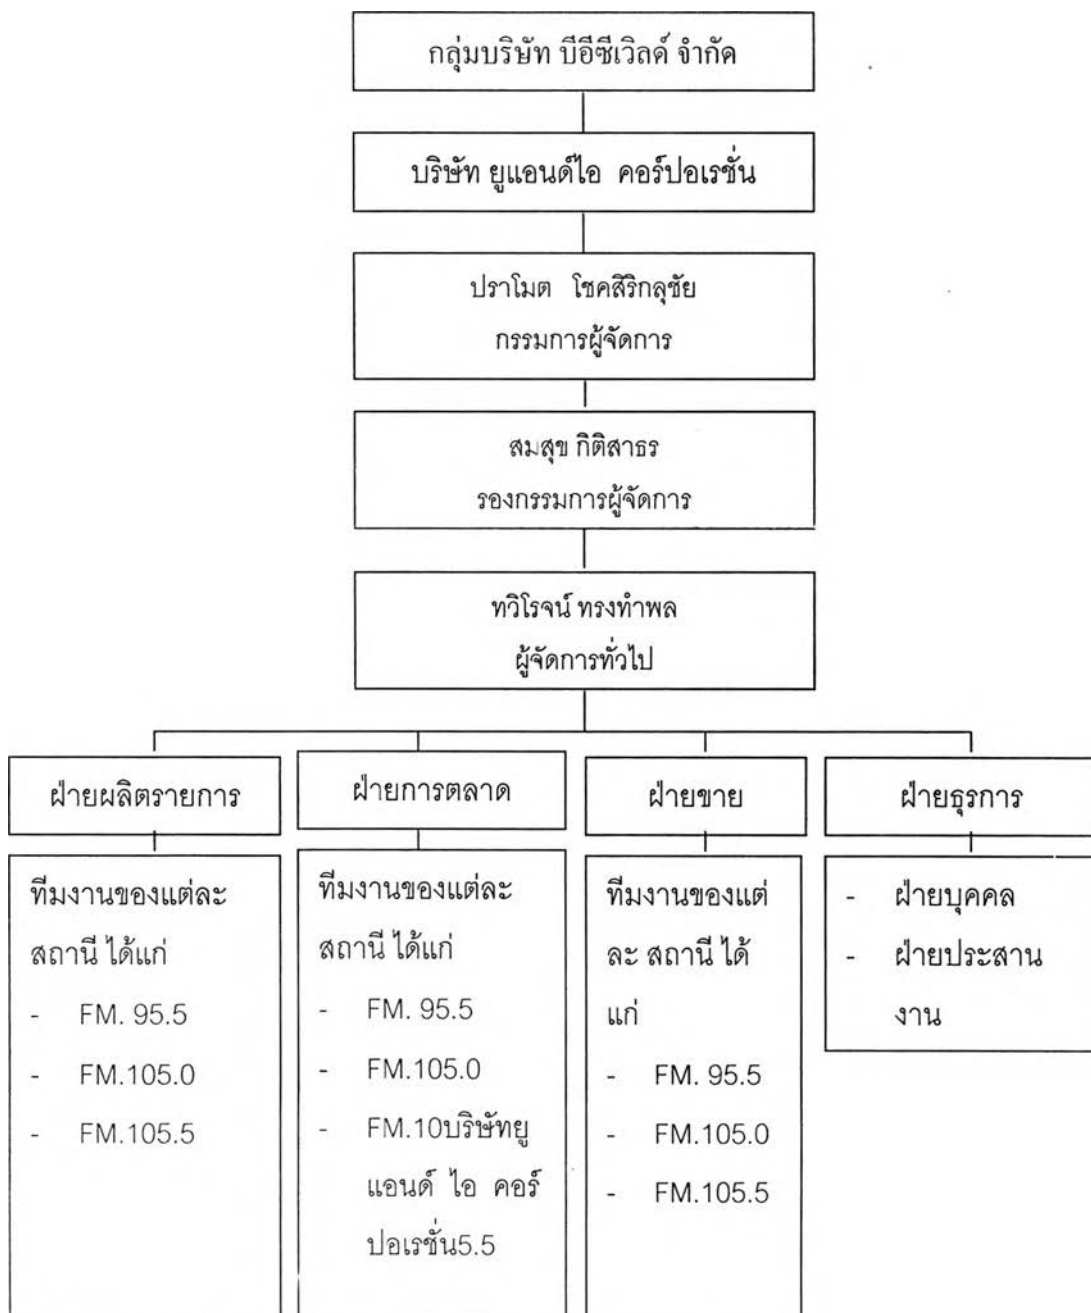 กลุ่มบริษัท บีอีซีเวิลด์ จำกัด
บริษัท ยูแอนด์ไอ คอร์ปอเรชั่น
ปราโมต โชคสิริกลุชัย
กรรมการผู้จัดการ
สมสุข กิติสาธร
รองกรรมการผู้จัดการ
ทวิโรจน์ ทรงทำพล
ผู้จัดการทั่วไป
ฝ่ายผลิตรายการ
ทีมงานของแต่ละ
สถานี ได้แก่
- FM. 95.5
- FM.105.0
- FM.105.5
ฝ่ายการตลาด
ทีมงานของแต่ละ
สถานี ได้แก่
- FM. 95.5
- FM.105.0
- FM.10บริษัทยู
แอนด์ ไอ คอร์
ปอเรชั่น5.5
ฝ่ายขาย
ทีมงานของแต่
ละ สถานี ได้
แก่
- FM. 95.5
- FM.105.0
- FM.105.5
ฝ่ายธุรการ
- ฝ่ายบุคคล
- ฝ่ายประสาน
งาน